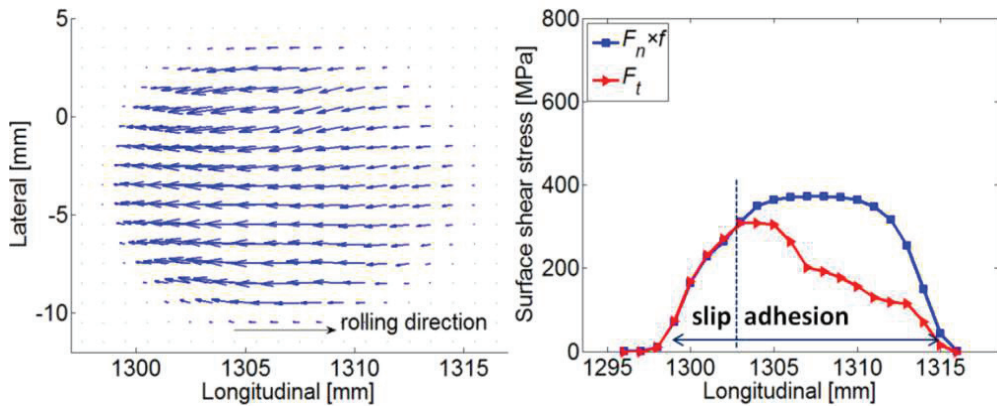 5
0
-5
-10
Lateral [mm]
rolling direction
1300 1305 1310 1315
Longitudinal [mm]
800
600
400
200
0
Surface shear stress [MPa]
Fn×f
Ft
slip adhesion
1295 1300 1305 1310 1315
Longitudinal [mm]